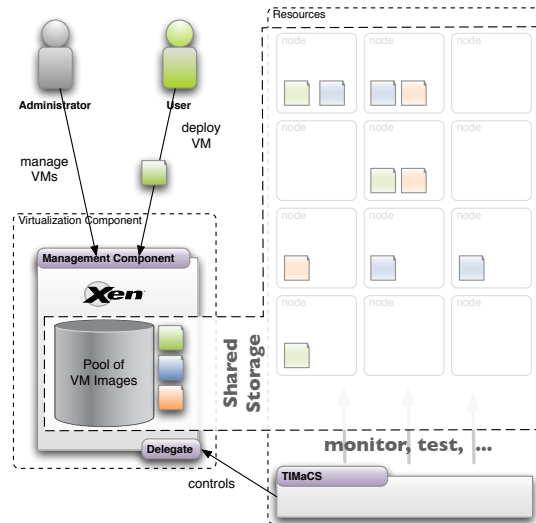 Resources
node
node
node
Administrator
User
deploy
VM
manage
VMs
node
node
node
Virtualization Component
node
node
node
Management Component
Xen
Pool of
VM Images
Shared
Storage
node
node
node
Delegate
monitor, test, ...
controls
TIMaCS